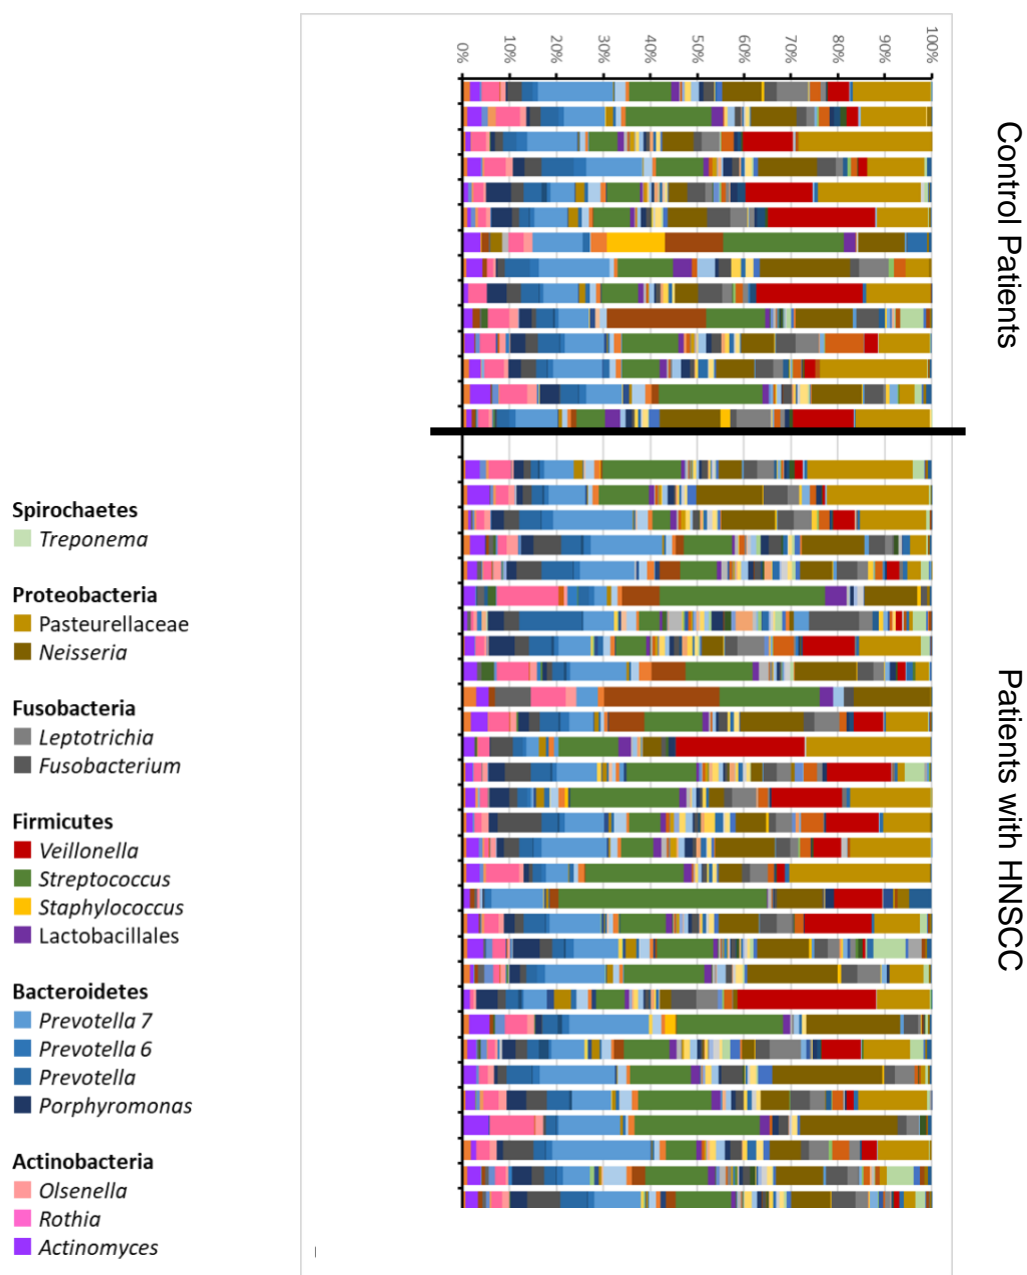 0%
10%
20%
30%
40%
50%
60%
70%
80%
90%
100%
Control Patients
Patients with HNSCC
Spirochaetes
Treponema
Proteobacteria
Pasteurellaceae
Neisseria
Fusobacteria
Leptotrichia
Fusobacterium
Firmicutes
Veillonella
Streptococcus
Staphylococcus
Lactobacillales
Bacteroidetes
Prevotella 7
Prevotella 6
Prevotella
Porphyromonas
Actinobacteria
Olsenella
Rothia
Actinomyces